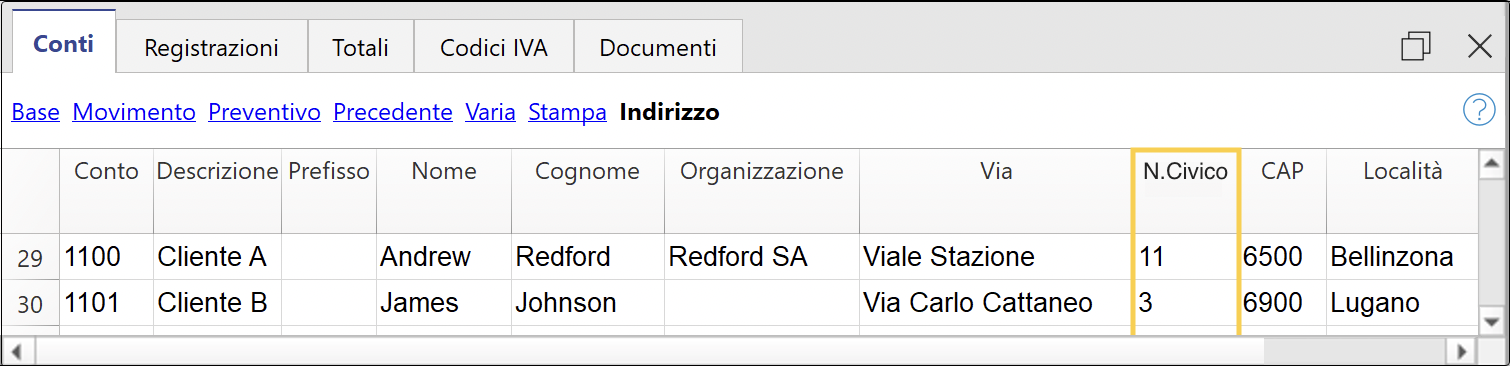 Conti Registrazioni Totali Codici IVA Documenti
Base Movimento Preventivo Precedente Varia Stampa Indirizzo ?
Conto Descrizione Prefisso Nome Cognome Organizzazione Via N.Civico CAP Località
29 1100 Cliente A Andrew Redford Redford SA Viale Stazione 11 6500 Bellinzona
30 1101 Cliente B James Johnson Via Carlo Cattaneo 3 6900 Lugano